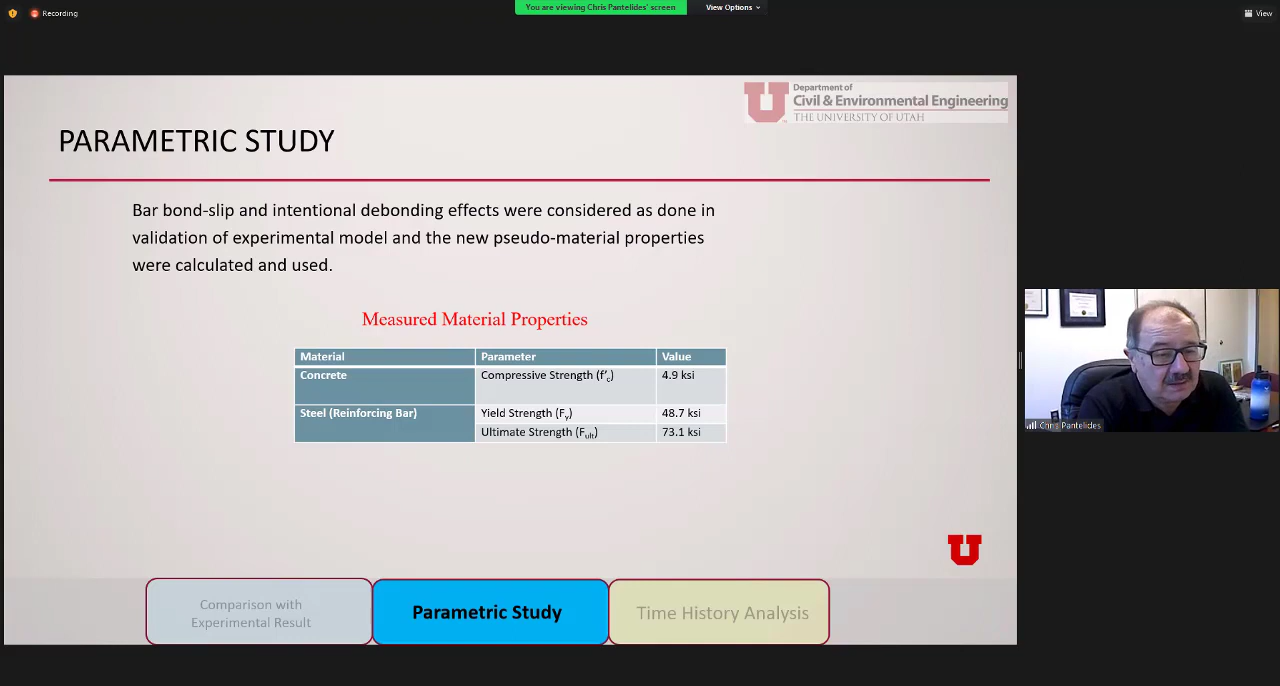 Recording
You are viewing Chris Pantelides' screen
View Options
View
Department of
Civil & Environmental Engineering
THE UNIVERSITY OF UTAH
PARAMETRIC STUDY
Bar bond-slip and intentional debonding effects were considered as done in
validation of experimental model and the new pseudo-material properties
were calculated and used.
Measured Material Properties
Material Parameter Value
Concrete Compressive Strength (f'c) 4.9 ksi
Steel (Reinforcing Bar) Yield Strength (Fy) 48.7 ksi
Ultimate Strength (Fult) 73.1 ksi
Chris Pantelides
Comparison with
Experimental Result
Parametric Study
Time History Analysis